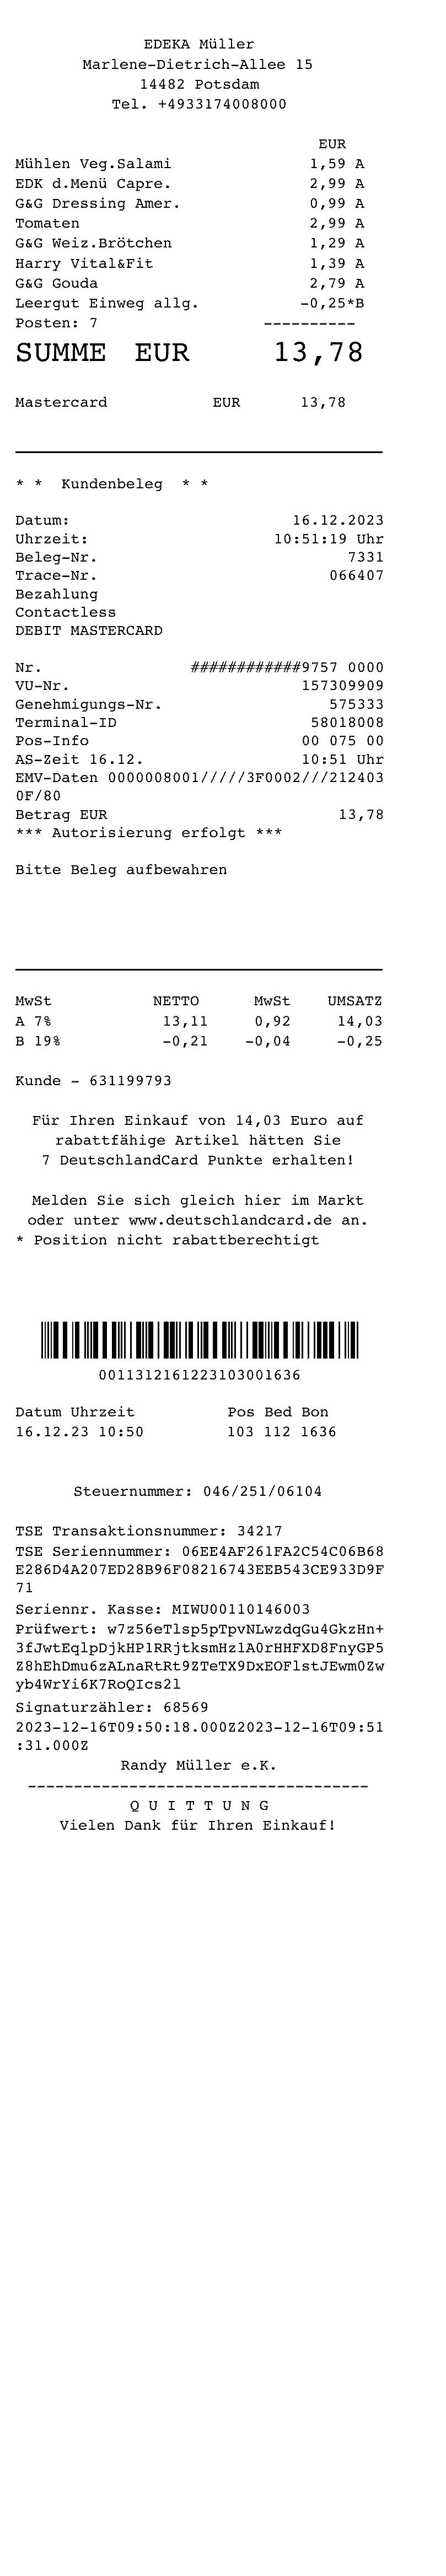 EDEKA Müller
Marlene-Dietrich-Allee 15
14482 Potsdam
Tel. +4933174008000
EUR
Mühlen Veg.Salami 1,59 A
EDK d.Menü Capre. 2,99 A
G&G Dressing Amer. 0,99 A
Tomaten 2,99 A
G&G Weiz.Brötchen 1,29 A
Harry Vital&Fit 1,39 A
G&G Gouda 2,79 A
Leergut Einweg allg. -0,25*B
Posten: 7 ----------
SUMME EUR 13,78
Mastercard EUR 13,78
* * Kundenbeleg * *
Datum: 16.12.2023
Uhrzeit: 10:51:19 Uhr
Beleg-Nr. 7331
Trace-Nr. 066407
Bezahlung
Contactless
DEBIT MASTERCARD
Nr. ############9757 0000
VU-Nr. 157309909
Genehmigungs-Nr. 575333
Terminal-ID 58018008
Pos-Info 00 075 00
AS-Zeit 16.12. 10:51 Uhr
EMV-Daten 0000008001/////3F0002///212403
0F/80
Betrag EUR 13,78
*** Autorisierung erfolgt ***
Bitte Beleg aufbewahren
MwSt NETTO MwSt UMSATZ
A 7% 13,11 0,92 14,03
B 19% -0,21 -0,04 -0,25
Kunde - 631199793
Für Ihren Einkauf von 14,03 Euro auf
rabattfähige Artikel hätten Sie
7 DeutschlandCard Punkte erhalten!
Melden Sie sich gleich hier im Markt
oder unter www.deutschlandcard.de an.
* Position nicht rabattberechtigt
0011312161223103001636
Datum Uhrzeit Pos Bed Bon
16.12.23 10:50 103 112 1636
Steuernummer: 046/251/06104
TSE Transaktionsnummer: 34217
TSE Seriennummer: 06EE4AF261FA2C54C06B68
E286D4A207ED28B96F08216743EEB543CE933D9F
71
Seriennr. Kasse: MIWU00110146003
Prüfwert: w7z56eTlsp5pTpvNLwzdqGu4GkzHn+
3fJwtEqlpDjkHP1RRjtksmHz1A0rHHFXD8FnyGP5
Z8hEhDmu6zALnaRtRt9ZTeTX9DxEOFlstJEwm0Zw
yb4WrYi6K7RoQIcs2l
Signaturzähler: 68569
2023-12-16T09:50:18.000Z2023-12-16T09:51
:31.000Z
Randy Müller e.K.
-------------------------------------
Q U I T T U N G
Vielen Dank für Ihren Einkauf!